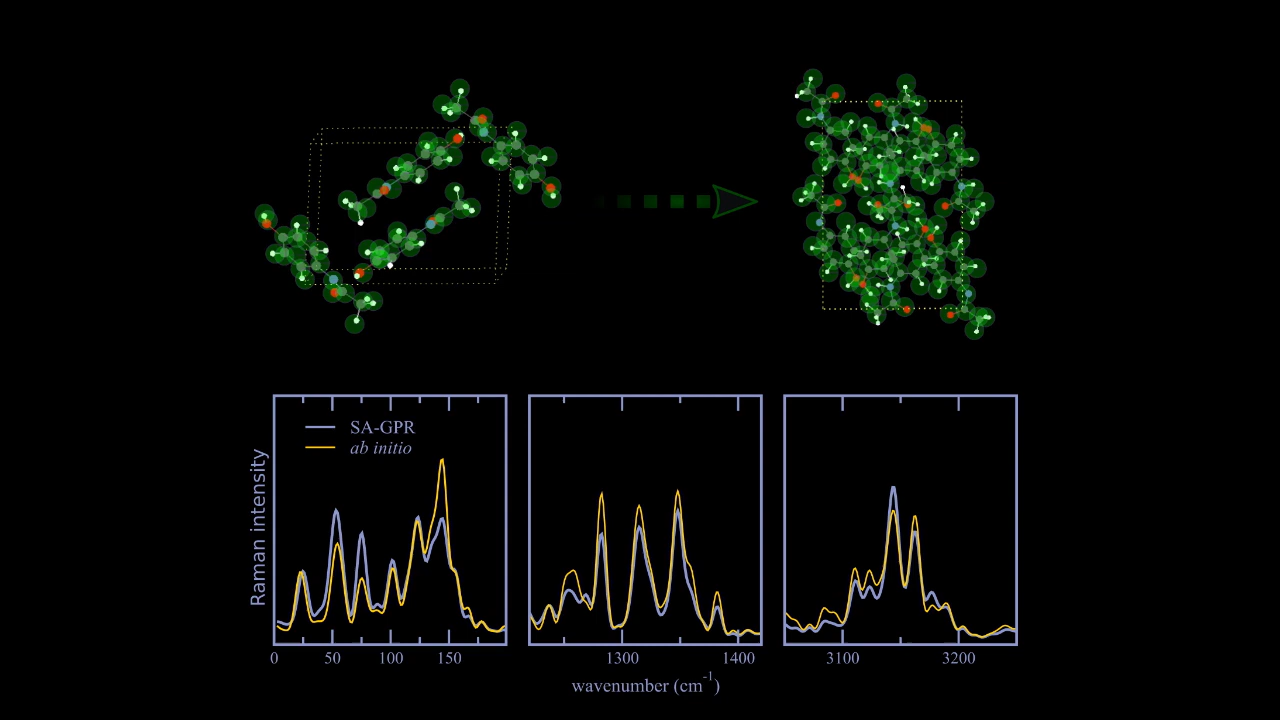 SA-GPR
ab initio
Raman intensity
0 50 100 150
1300 1400
3100 3200
wavenumber (cm⁻¹)